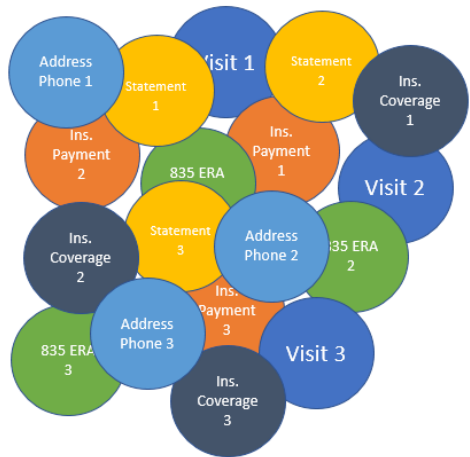 Address
Phone 1
Visit 1
Statement
1
Statement
2
Ins.
Coverage
1
Ins.
Payment
2
835 ERA
Ins.
Payment
1
Visit 2
Ins.
Coverage
2
Statement
3
Address
Phone 2
835 ERA
2
Address
Phone 3
Ins.
Payment
3
835 ERA
3
Visit 3
Ins.
Coverage
3